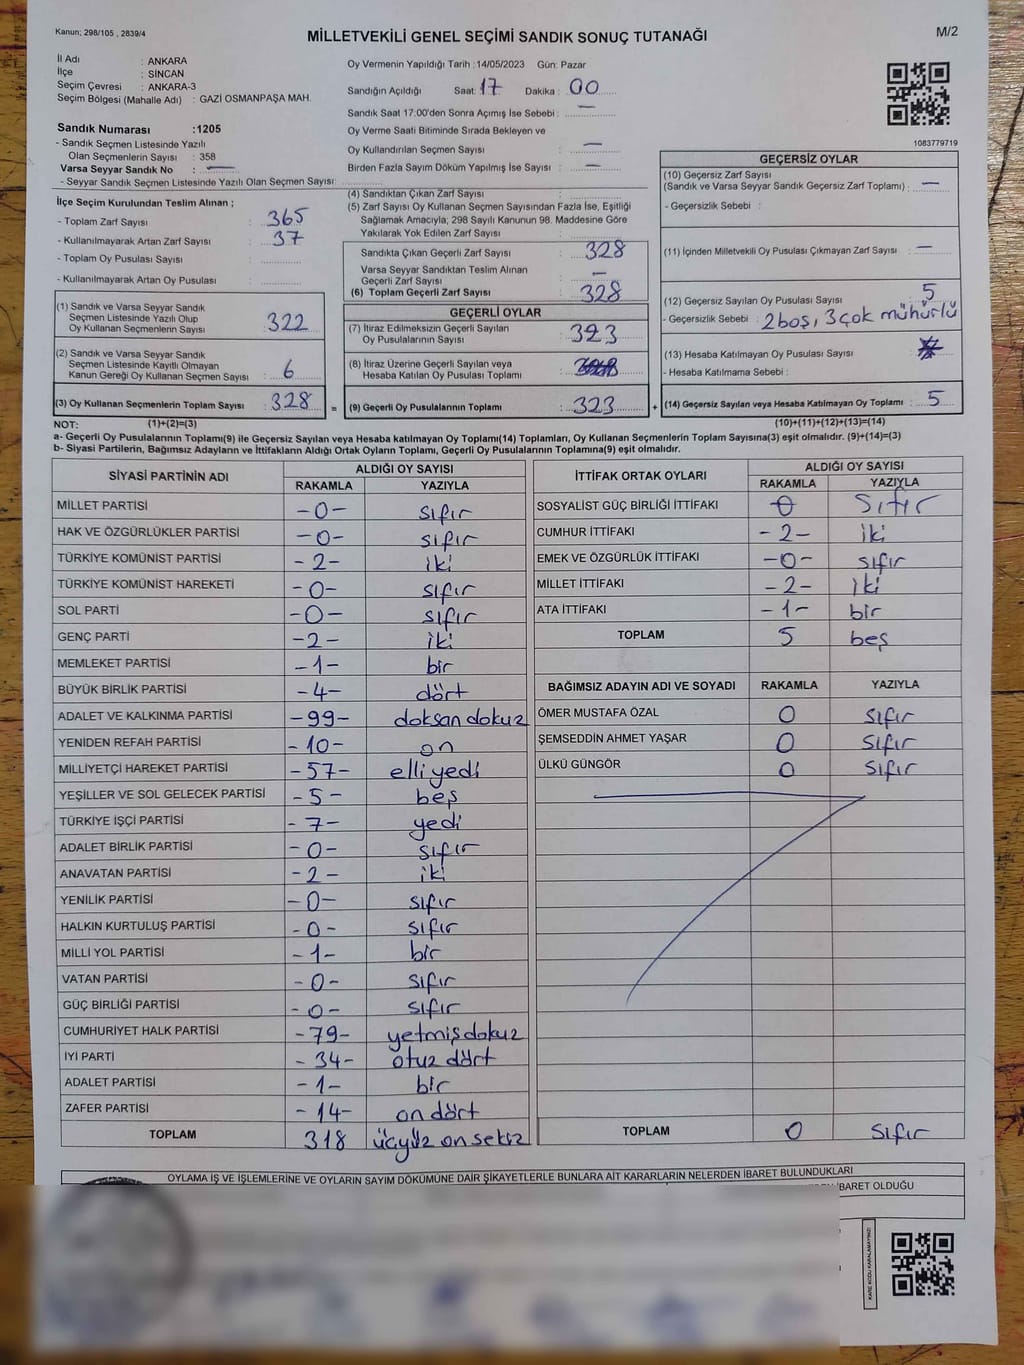 Kanun; 298/105 , 2839/4
MİLLETVEKİLİ GENEL SEÇİMİ SANDIK SONUÇ TUTANAĞI
M/2
İl Adı : ANKARA
İlçe : SİNCAN
Seçim Çevresi : ANKARA-3
Seçim Bölgesi (Mahalle Adı) : GAZİ OSMANPAŞA MAH.
Sandık Numarası :1205
- Sandık Seçmen Listesinde Yazılı
Olan Seçmenlerin Sayısı : 358
Varsa Seyyar Sandık No : —
- Seyyar Sandık Seçmen Listesinde Yazılı Olan Seçmen Sayısı:
Oy Vermenin Yapıldığı Tarih :14/05/2023 Gün: Pazar
Sandığın Açıldığı Saat: 17 Dakika : 00
Sandık Saat 17:00'den Sonra Açımış İse Sebebi : —
Oy Verme Saati Bitiminde Sırada Bekleyen ve
Oy Kullandırılan Seçmen Sayısı : —
Birden Fazla Sayım Döküm Yapılmış İse Sayısı : —
1083779719
İlçe Seçim Kurulundan Teslim Alınan ;
- Toplam Zarf Sayısı : 365
- Kullanılmayarak Artan Zarf Sayısı : 37
- Toplam Oy Pusulası Sayısı :
- Kullanılmayarak Artan Oy Pusulası :
(4) Sandıktan Çıkan Zarf Sayısı :
(5) Zarf Sayısı Oy Kullanan Seçmen Sayısından Fazla İse, Eşitliği
Sağlamak Amacıyla; 298 Sayılı Kanunun 98. Maddesine Göre
Yakılarak Yok Edilen Zarf Sayısı :
Sandıkta Çıkan Geçerli Zarf Sayısı : 328
Varsa Seyyar Sandıktan Teslim Alınan
Geçerli Zarf Sayısı : —
(6) Toplam Geçerli Zarf Sayısı : 328
GEÇERSİZ OYLAR
(10) Geçersiz Zarf Sayısı
(Sandık ve Varsa Seyyar Sandık Geçersiz Zarf Toplamı) : —
- Geçersizlik Sebebi :
(11) İçinden Milletvekili Oy Pusulası Çıkmayan Zarf Sayısı : —
(12) Geçersiz Sayılan Oy Pusulası Sayısı : 5
- Geçersizlik Sebebi : 2 boş, 3 çok mühürlü
(13) Hesaba Katılmayan Oy Pusulası Sayısı :
- Hesaba Katılmama Sebebi :
(14) Geçersiz Sayılan veya Hesaba Katılmayan Oy Toplamı : 5
(1) Sandık ve Varsa Seyyar Sandık
Seçmen Listesinde Yazılı Olup
Oy Kullanan Seçmenlerin Sayısı : 322
(2) Sandık ve Varsa Seyyar Sandık
Seçmen Listesinde Kayıtlı Olmayan
Kanun Gereği Oy Kullanan Seçmen Sayısı : 6
(3) Oy Kullanan Seçmenlerin Toplam Sayısı : 328 =
GEÇERLİ OYLAR
(7) İtiraz Edilmeksizin Geçerli Sayılan
Oy Pusulalarının Sayısı : 323
(8) İtiraz Üzerine Geçerli Sayılan veya
Hesaba Katılan Oy Pusulası Toplamı :
(9) Geçerli Oy Pusulalarının Toplamı : 323 +
NOT: (1)+(2)=(3) (10)+(11)+(12)+(13)=(14)
a- Geçerli Oy Pusulalarının Toplamı(9) ile Geçersiz Sayılan veya Hesaba katılmayan Oy Toplamı(14) Toplamları, Oy Kullanan Seçmenlerin Toplam Sayısına(3) eşit olmalıdır. (9)+(14)=(3)
b- Siyasi Partilerin, Bağımsız Adayların ve İttifakların Aldığı Ortak Oyların Toplamı, Geçerli Oy Pusulalarının Toplamına(9) eşit olmalıdır.
SİYASİ PARTİNİN ADI ALDIĞI OY SAYISI
RAKAMLA YAZIYLA
MİLLET PARTİSİ -0- sıfır
HAK VE ÖZGÜRLÜKLER PARTİSİ -0- sıfır
TÜRKİYE KOMÜNİST PARTİSİ -2- iki
TÜRKİYE KOMÜNİST HAREKETİ -0- sıfır
SOL PARTİ -0- sıfır
GENÇ PARTİ -2- iki
MEMLEKET PARTİSİ -1- bir
BÜYÜK BİRLİK PARTİSİ -4- dört
ADALET VE KALKINMA PARTİSİ -99- doksan dokuz
YENİDEN REFAH PARTİSİ -10- on
MİLLİYETÇİ HAREKET PARTİSİ -57- elli yedi
YEŞİLLER VE SOL GELECEK PARTİSİ -5- beş
TÜRKİYE İŞÇİ PARTİSİ -7- yedi
ADALET BİRLİK PARTİSİ -0- sıfır
ANAVATAN PARTİSİ -2- iki
YENİLİK PARTİSİ -0- sıfır
HALKIN KURTULUŞ PARTİSİ -0- sıfır
MİLLİ YOL PARTİSİ -1- bir
VATAN PARTİSİ -0- sıfır
GÜÇ BİRLİĞİ PARTİSİ -0- sıfır
CUMHURİYET HALK PARTİSİ -79- yetmiş dokuz
İYİ PARTİ -34- otuz dört
ADALET PARTİSİ -1- bir
ZAFER PARTİSİ -14- on dört
TOPLAM 318 üçyüz on sekiz
İTTİFAK ORTAK OYLARI ALDIĞI OY SAYISI
RAKAMLA YAZIYLA
SOSYALİST GÜÇ BİRLİĞİ İTTİFAKI 0 Sıfır
CUMHUR İTTİFAKI -2- iki
EMEK VE ÖZGÜRLÜK İTTİFAKI -0- sıfır
MİLLET İTTİFAKI -2- iki
ATA İTTİFAKI -1- bir
TOPLAM 5 beş
BAĞIMSIZ ADAYIN ADI VE SOYADI RAKAMLA YAZIYLA
ÖMER MUSTAFA ÖZAL 0 sıfır
ŞEMSEDDİN AHMET YAŞAR 0 sıfır
ÜLKÜ GÜNGÖR 0 sıfır
TOPLAM 0 sıfır
OYLAMA İŞ VE İŞLEMLERİNE VE OYLARIN SAYIM DÖKÜMÜNE DAİR ŞİKAYETLERLE BUNLARA AİT KARARLARIN NELERDEN İBARET BULUNDUKLARI
İBARET OLDUĞU
KARE KODU KARALAMAYINIZ!